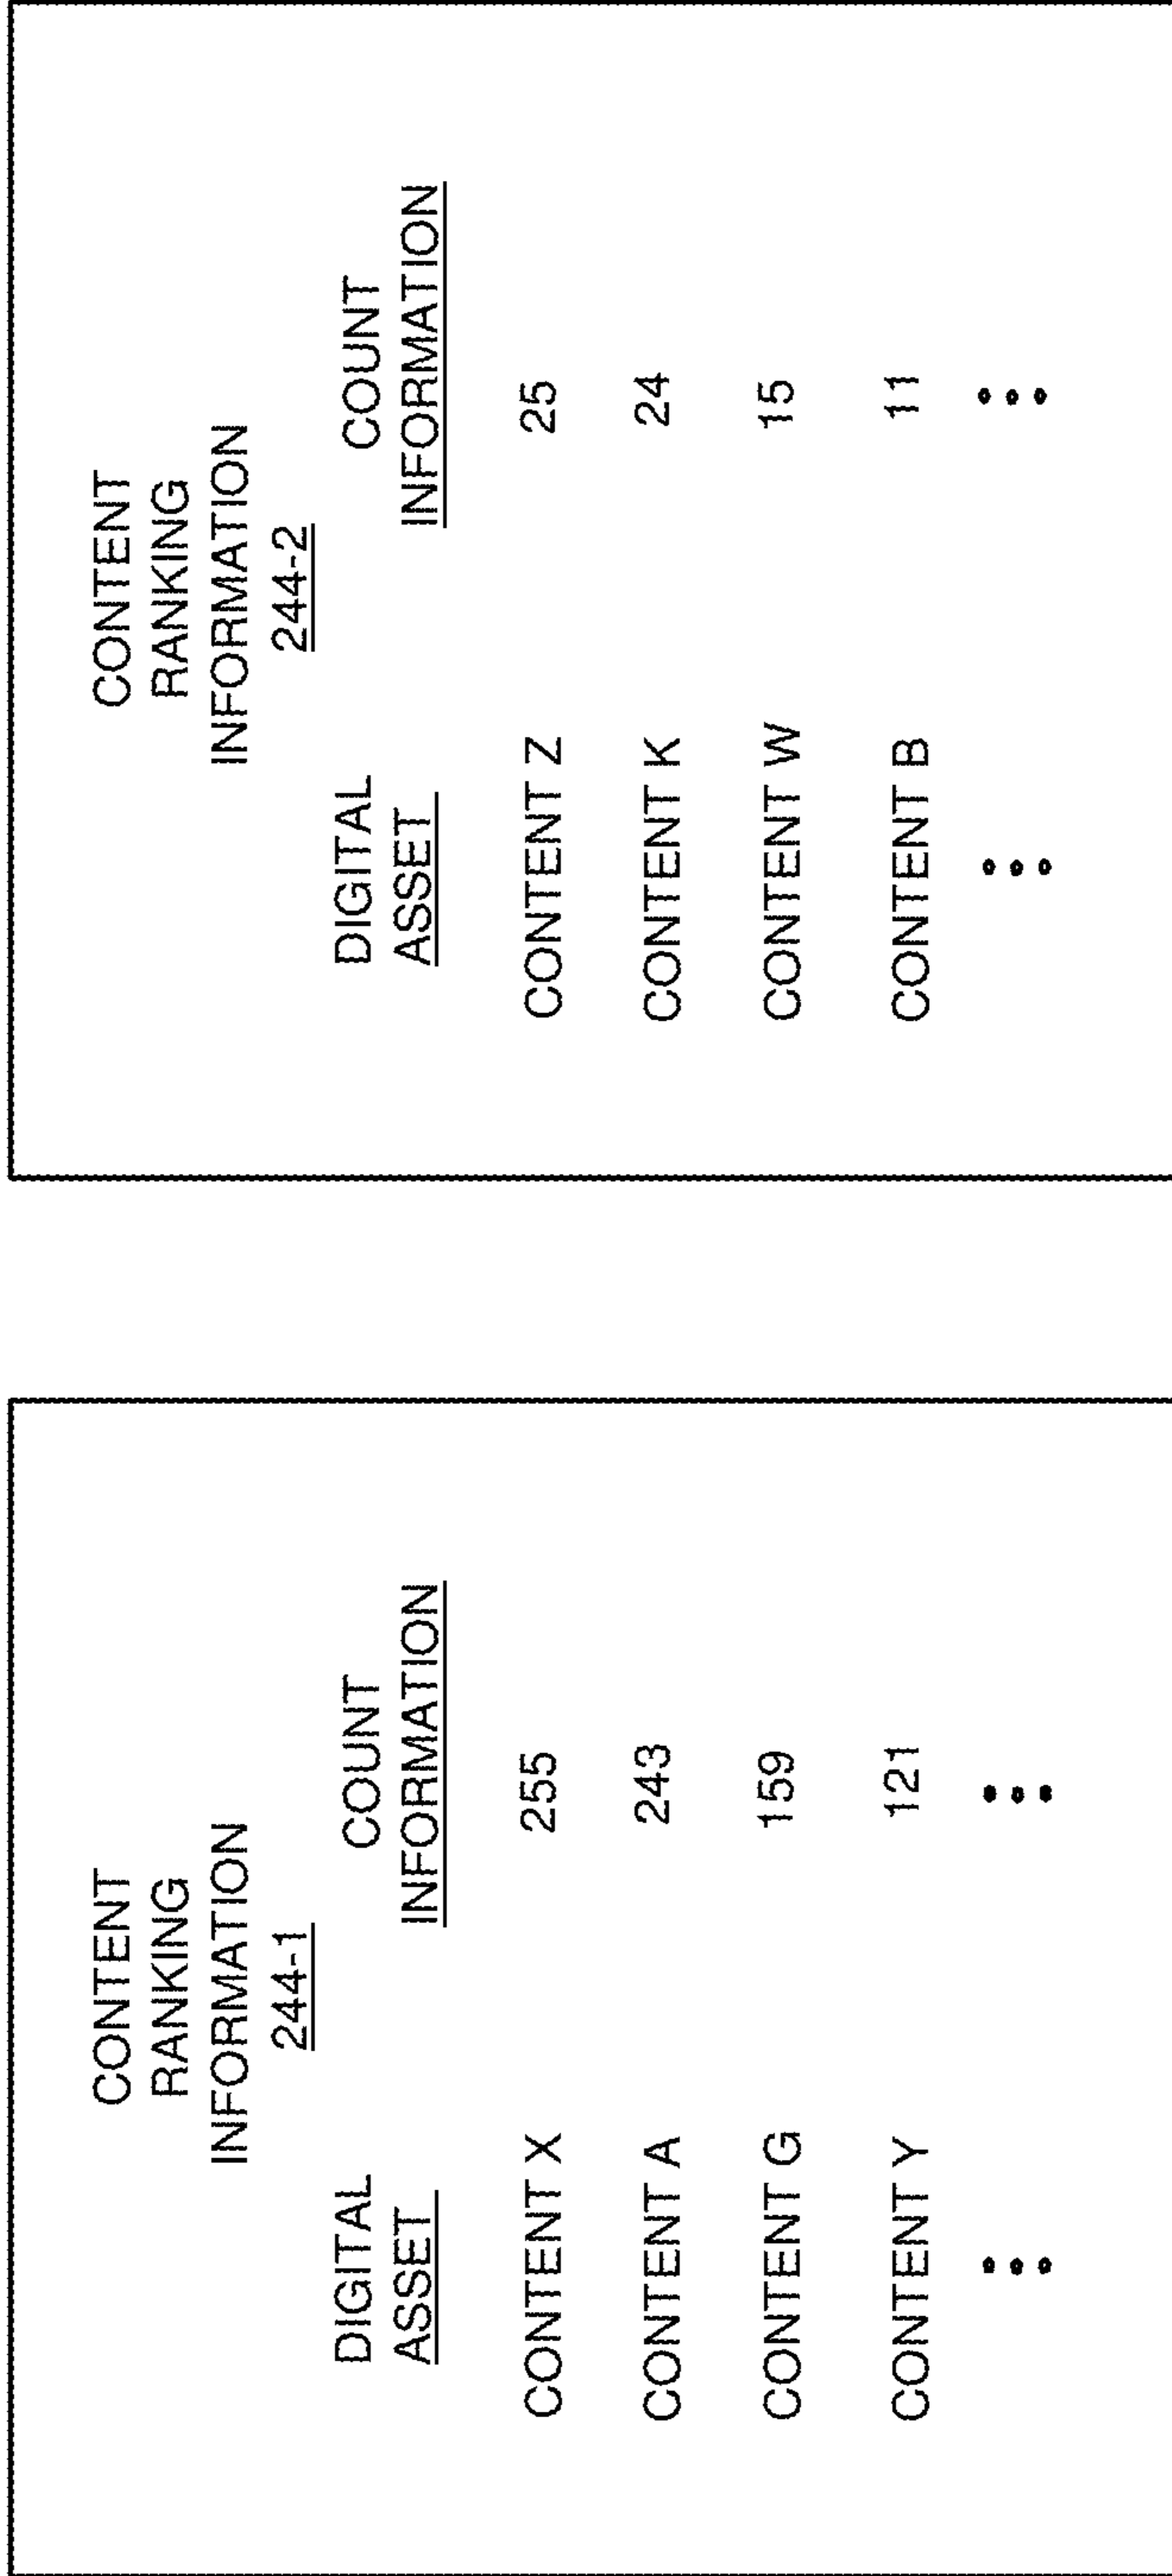 CONTENT
RANKING
INFORMATION
244-1
DIGITAL
ASSET
COUNT
INFORMATION
CONTENT X 255
CONTENT A 243
CONTENT G 159
CONTENT Y 121
CONTENT
RANKING
INFORMATION
244-2
DIGITAL
ASSET
COUNT
INFORMATION
CONTENT Z 25
CONTENT K 24
CONTENT W 15
CONTENT B 11